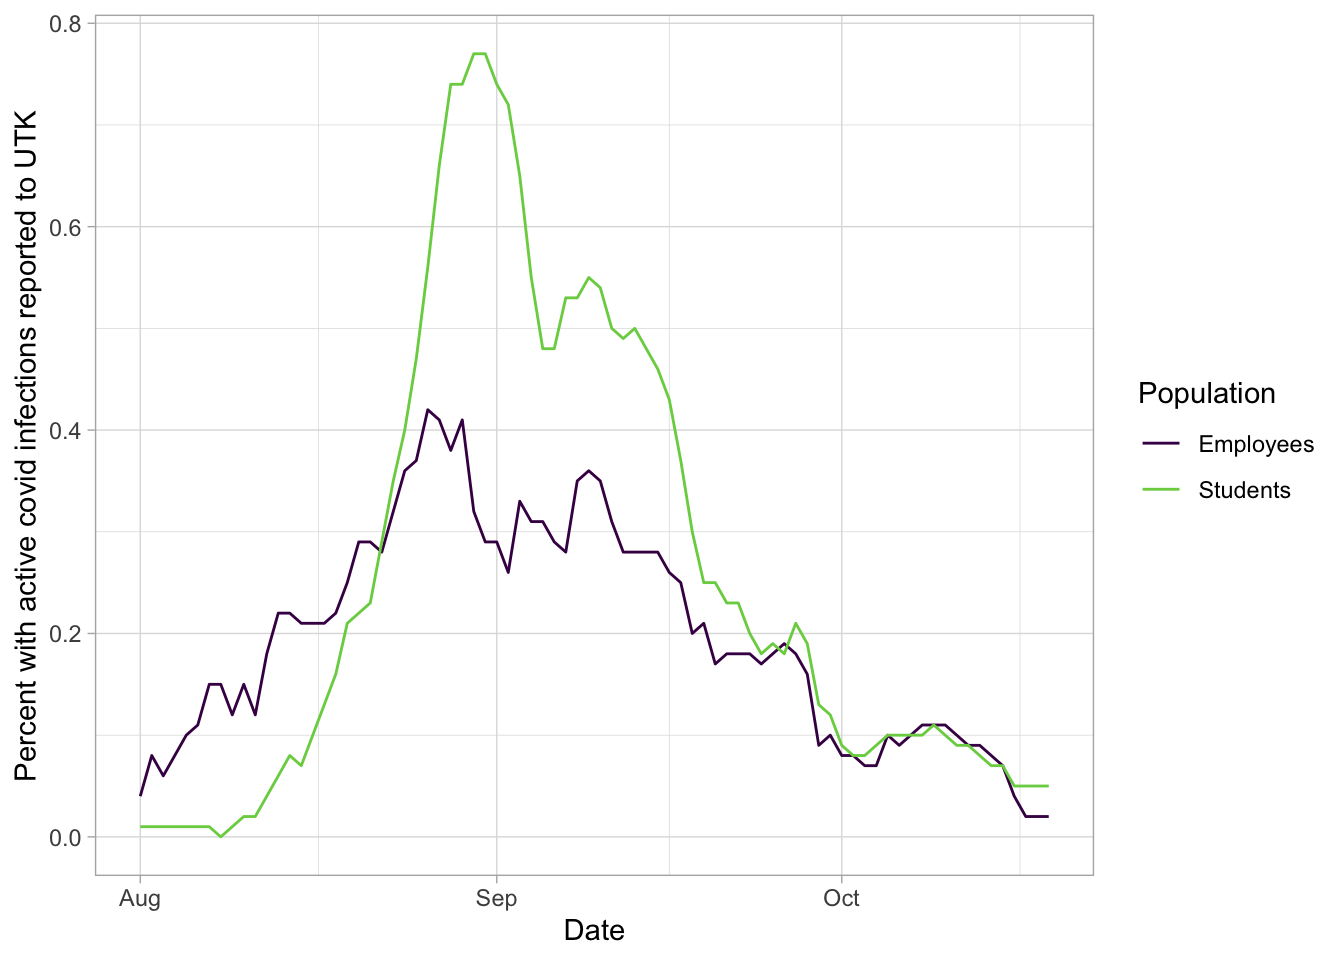 Percent with active covid infections reported to UTK
0.8
0.6
0.4
0.2
0.0
Aug Sep Oct
Date
Population
Employees
Students